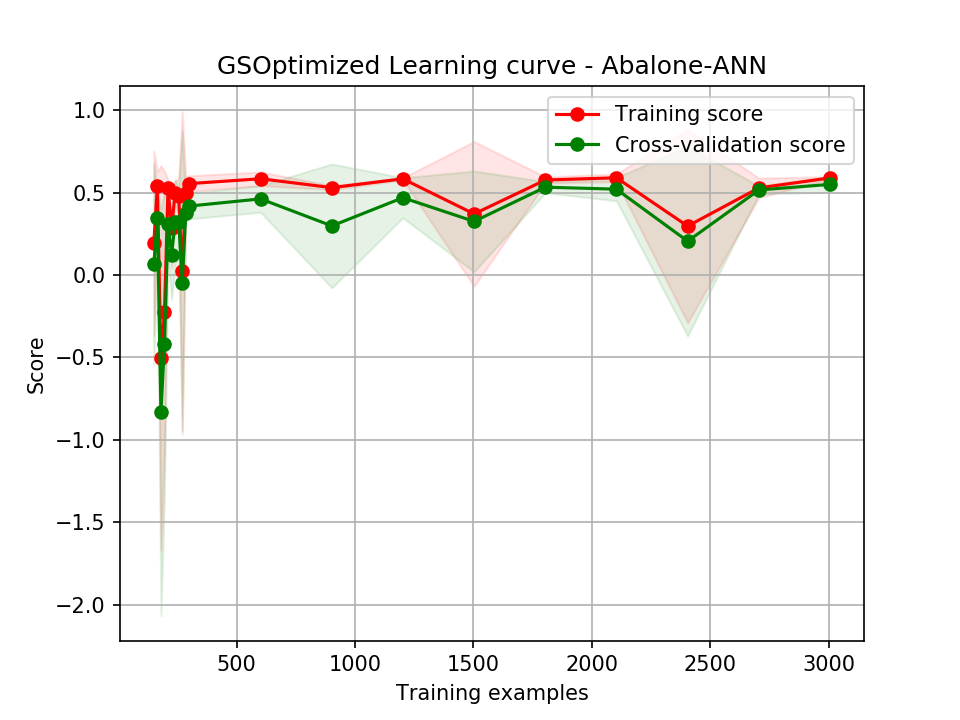 GSOptimized Learning curve - Abalone-ANN
Training score
Cross-validation score
1.0
0.5
0.0
−0.5
−1.0
−1.5
−2.0
Score
500
1000
1500
2000
2500
3000
Training examples